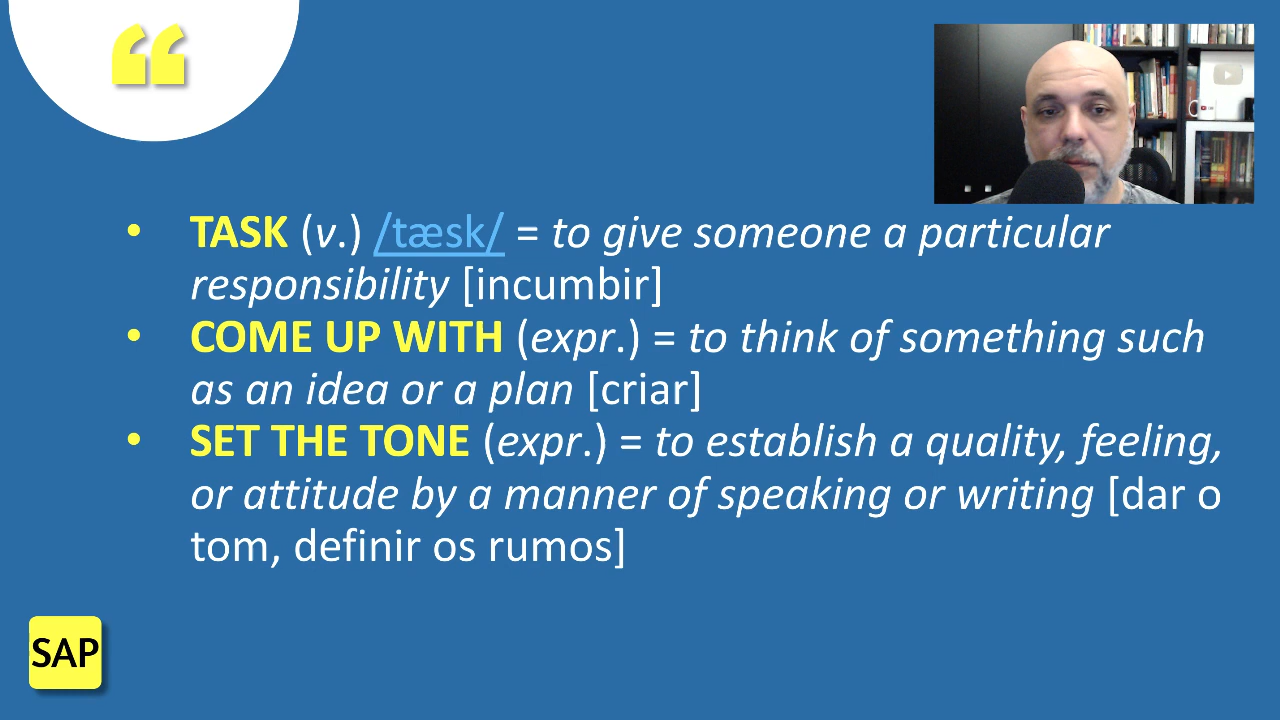 “
• TASK (v.) /tæsk/ = to give someone a particular
responsibility [incumbir]
• COME UP WITH (expr.) = to think of something such
as an idea or a plan [criar]
• SET THE TONE (expr.) = to establish a quality, feeling,
or attitude by a manner of speaking or writing [dar o
tom, definir os rumos]
SAP